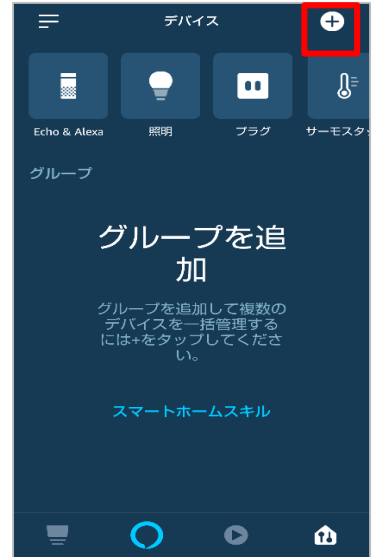 デバイス
Echo & Alexa 照明 プラグ サーモスタッ
グループ
グループを追
加
グループを追加して複数の
デバイスを一括管理する
には+をタップしてくださ
い。
スマートホームスキル